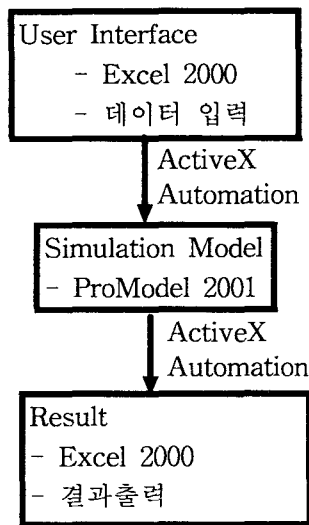 User Interface
- Excel 2000
- 데이터 입력
ActiveX
Automation
Simulation Model
- ProModel 2001
ActiveX
Automation
Result
- Excel 2000
- 결과출력